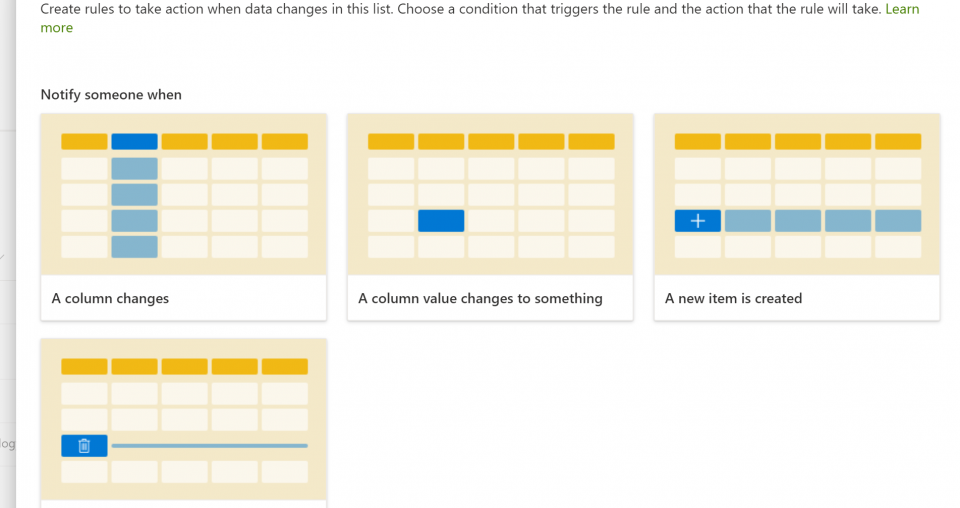 Create rules to take action when data changes in this list. Choose a condition that triggers the rule and the action that the rule will take. Learn
more
Notify someone when
A column changes
A column value changes to something
A new item is created
log